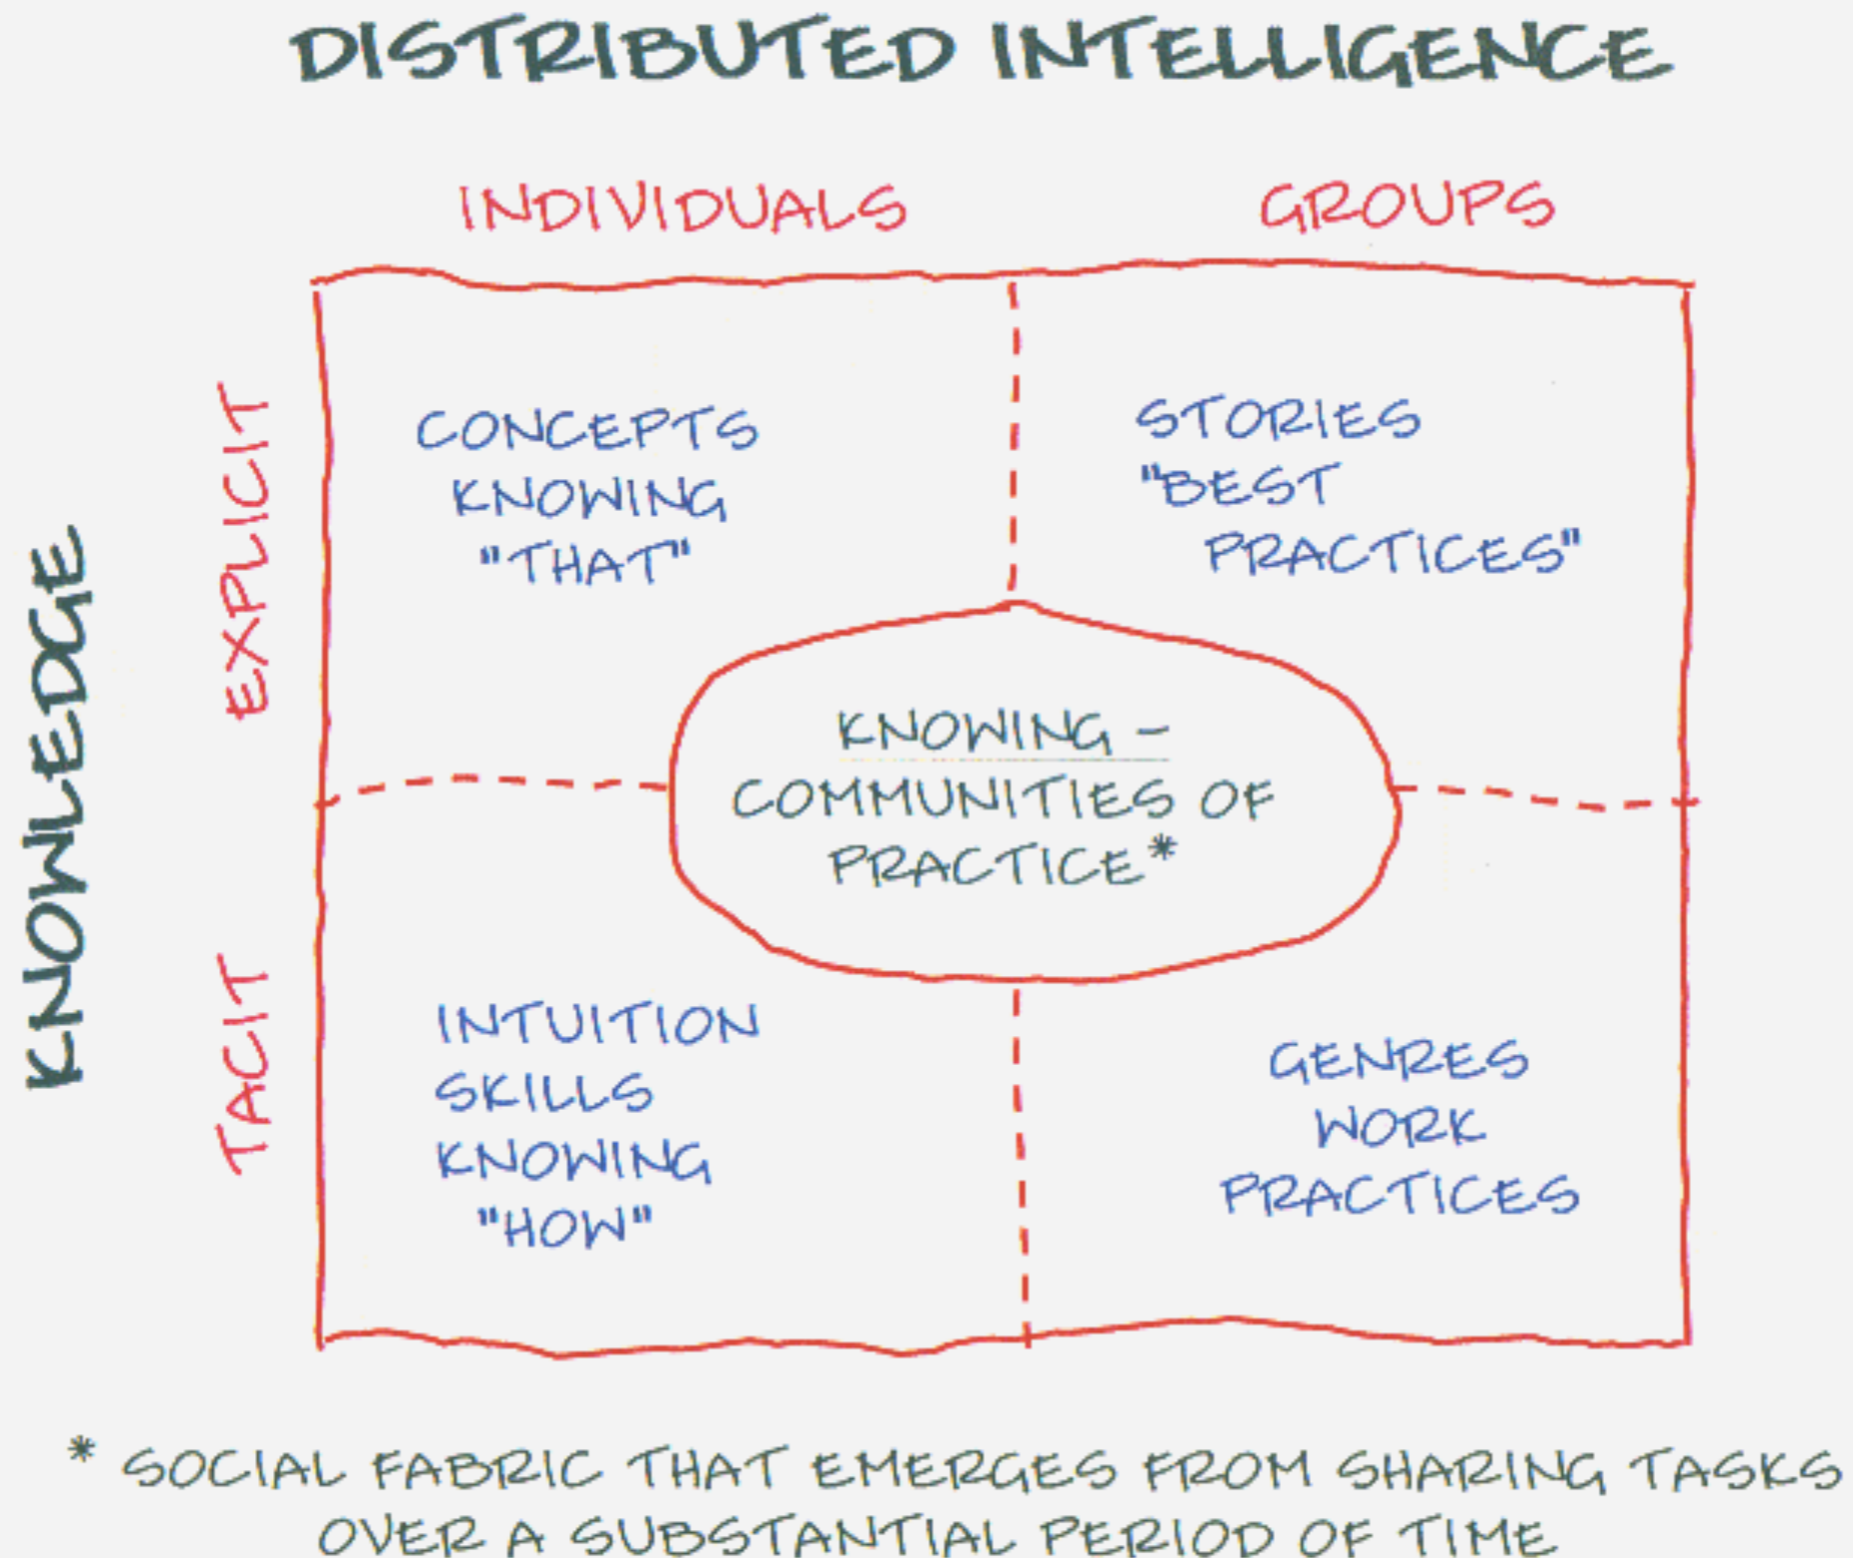 DISTRIBUTED INTELLIGENCE
INDIVIDUALS
GROUPS
KNOWLEDGE
EXPLICIT
CONCEPTS
KNOWING
"THAT"
STORIES
"BEST
PRACTICES"
KNOWING -
COMMUNITIES OF
PRACTICE*
TACIT
INTUITION
SKILLS
KNOWING
"HOW"
GENRES
WORK
PRACTICES
* SOCIAL FABRIC THAT EMERGES FROM SHARING TASKS
OVER A SUBSTANTIAL PERIOD OF TIME